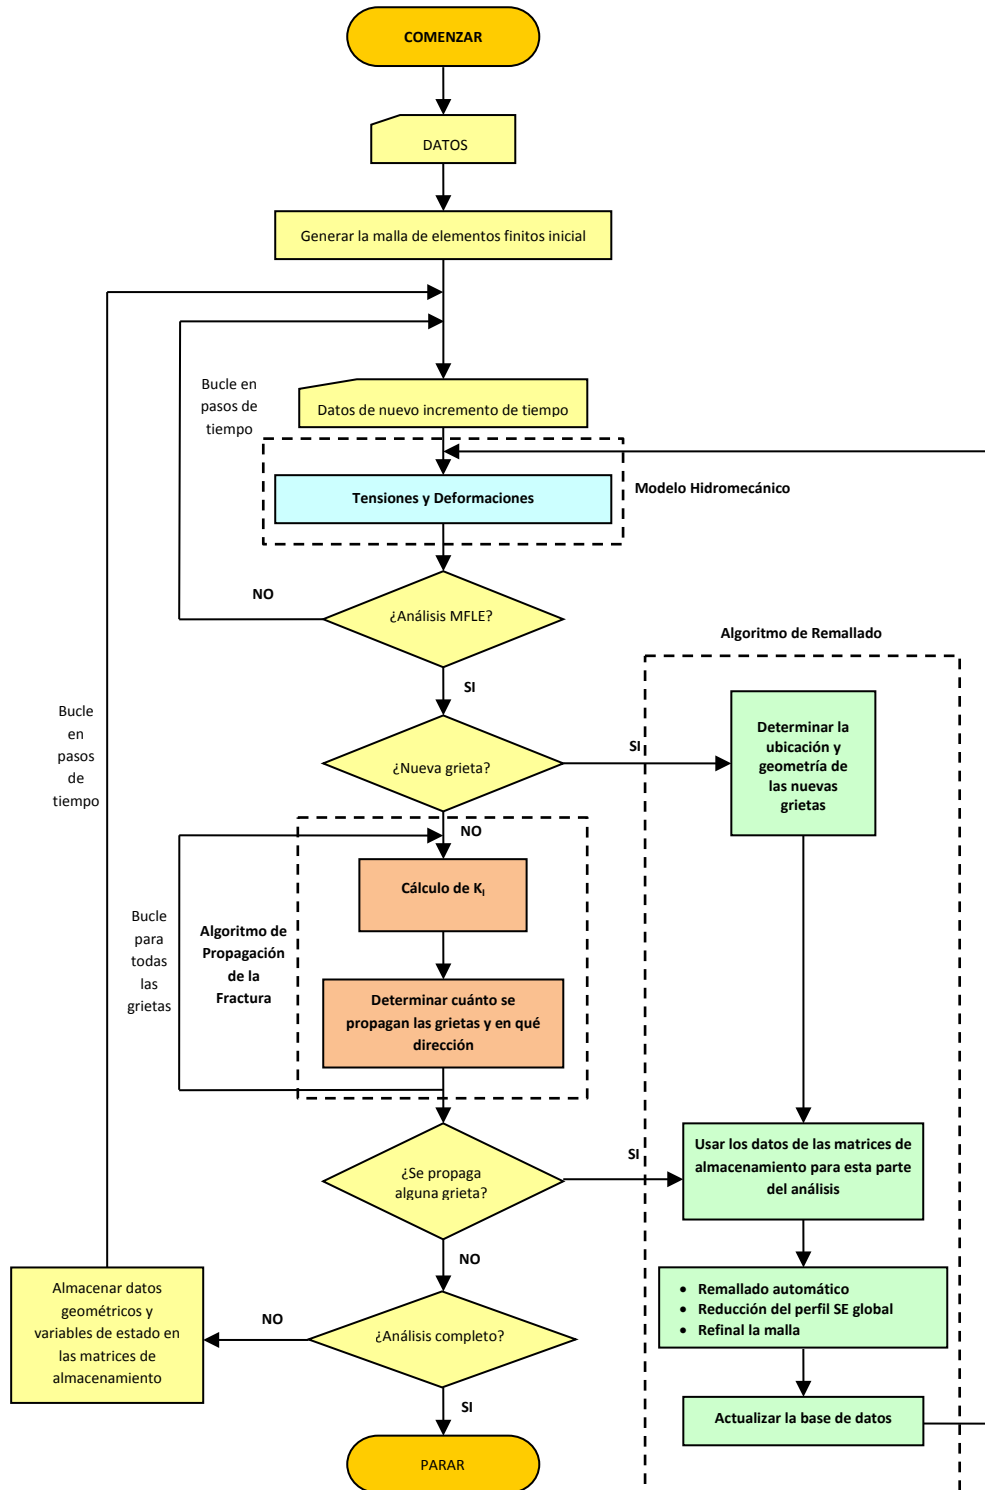 COMENZAR
DATOS
Generar la malla de elementos finitos inicial
Bucle en
pasos de
tiempo
Datos de nuevo incremento de tiempo
Tensiones y Deformaciones
Modelo Hidromecánico
NO
¿Análisis MFLE?
SI
Algoritmo de Remallado
Bucle
en
pasos
de
tiempo
¿Nueva grieta?
SI
Determinar la
ubicación y
geometría de
las nuevas
grietas
NO
Cálculo de KI
Bucle
para
todas
las
grietas
Algoritmo de
Propagación
de la
Fractura
Determinar cuánto se
propagan las grietas y en qué
dirección
¿Se propaga
alguna grieta?
SI
Usar los datos de las matrices de
almacenamiento para esta parte
del análisis
NO
Almacenar datos
geométricos y
variables de estado en
las matrices de
almacenamiento
NO
¿Análisis completo?
• Remallado automático
• Reducción del perfil SE global
• Refinal la malla
SI
Actualizar la base de datos
PARAR